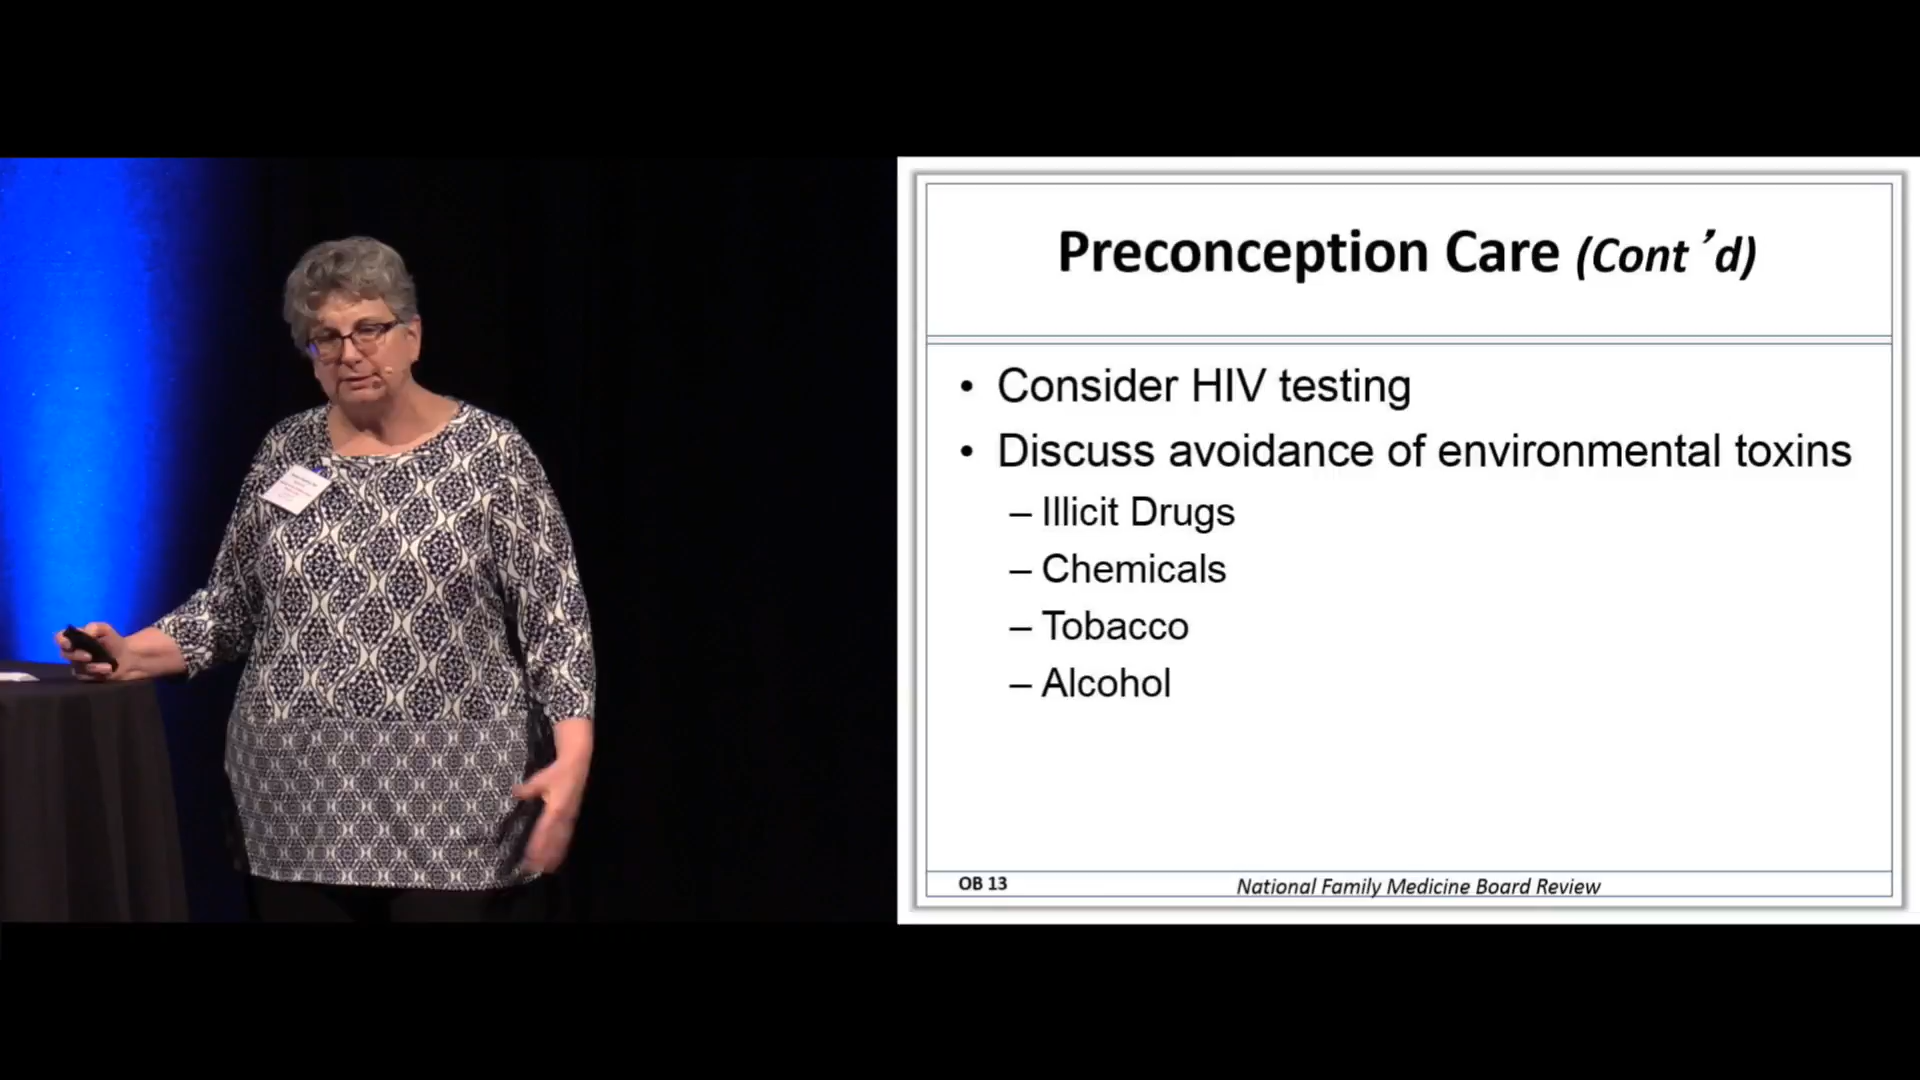 Preconception Care (Cont’d)
• Consider HIV testing
• Discuss avoidance of environmental toxins
– Illicit Drugs
– Chemicals
– Tobacco
– Alcohol
OB 13
National Family Medicine Board Review